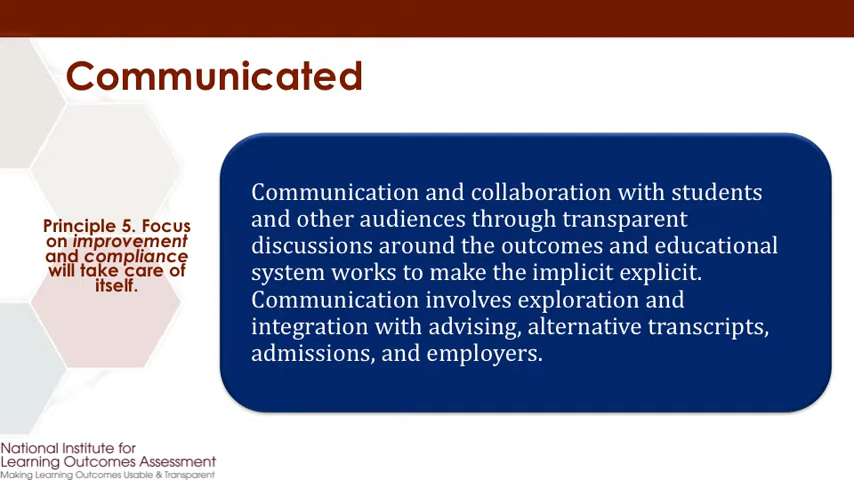 Communicated
Principle 5. Focus
on improvement
and compliance
will take care of
itself.
Communication and collaboration with students
and other audiences through transparent
discussions around the outcomes and educational
system works to make the implicit explicit.
Communication involves exploration and
integration with advising, alternative transcripts,
admissions, and employers.
National Institute for
Learning Outcomes Assessment
Making Learning Outcomes Usable & Transparent